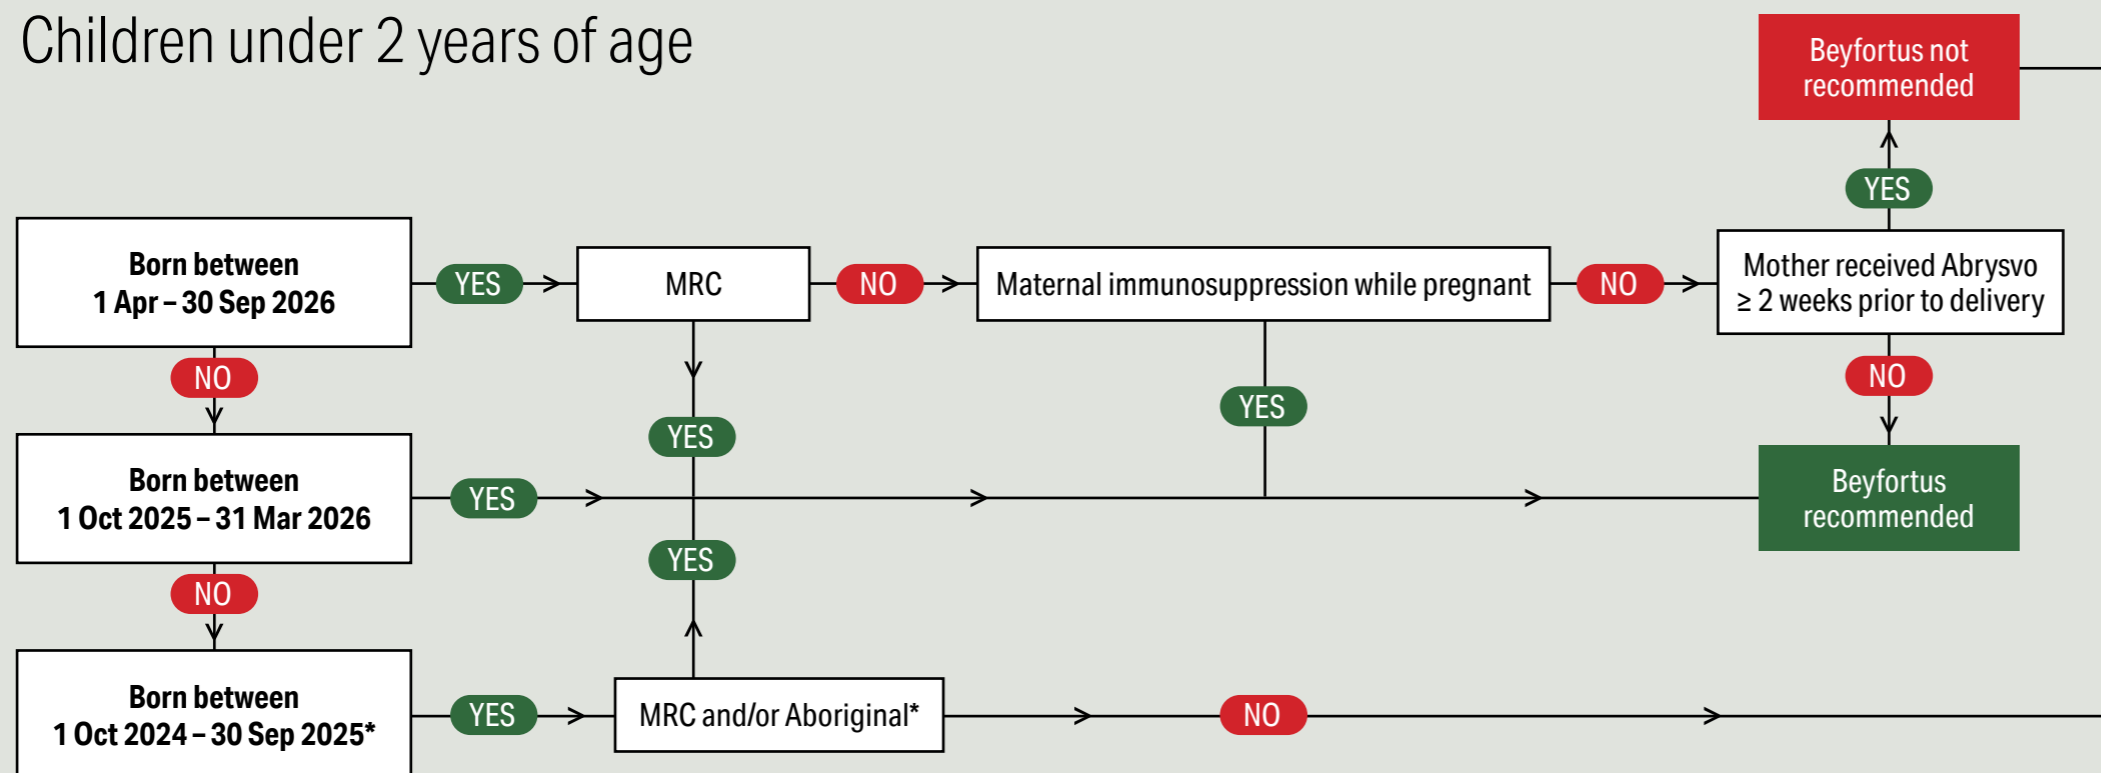 Children under 2 years of age
Beyfortus not
recommended
YES
Born between
1 Apr – 30 Sep 2026
YES
MRC
NO
Maternal immunosuppression while pregnant
NO
Mother received Abrysvo
≥ 2 weeks prior to delivery
NO
YES
YES
NO
Born between
1 Oct 2025 – 31 Mar 2026
YES
Beyfortus
recommended
YES
NO
Born between
1 Oct 2024 – 30 Sep 2025*
YES
MRC and/or Aboriginal*
NO